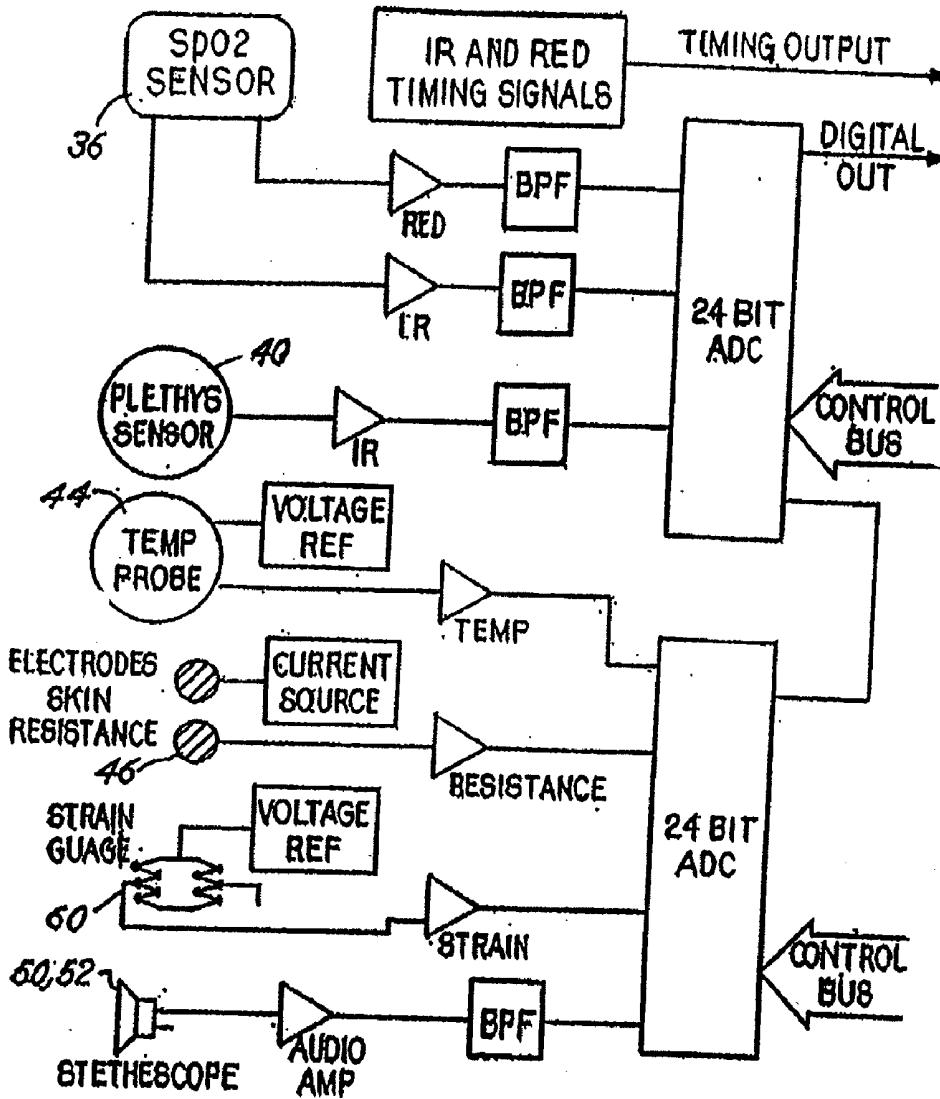 SpO2
SENSOR
36
IR AND RED
TIMING SIGNALS
TIMING OUTPUT
DIGITAL
OUT
RED
BPF
IR
BPF
24 BIT
ADC
40
PLETHYS
SENSOR
IR
BPF
CONTROL
BUS
44
TEMP
PROBE
VOLTAGE
REF
TEMP
ELECTRODES
SKIN
RESISTANCE
46
CURRENT
SOURCE
RESISTANCE
STRAIN
GUAGE
60
VOLTAGE
REF
STRAIN
24 BIT
ADC
50,52
STETHESCOPE
AUDIO
AMP
BPF
CONTROL
BUS